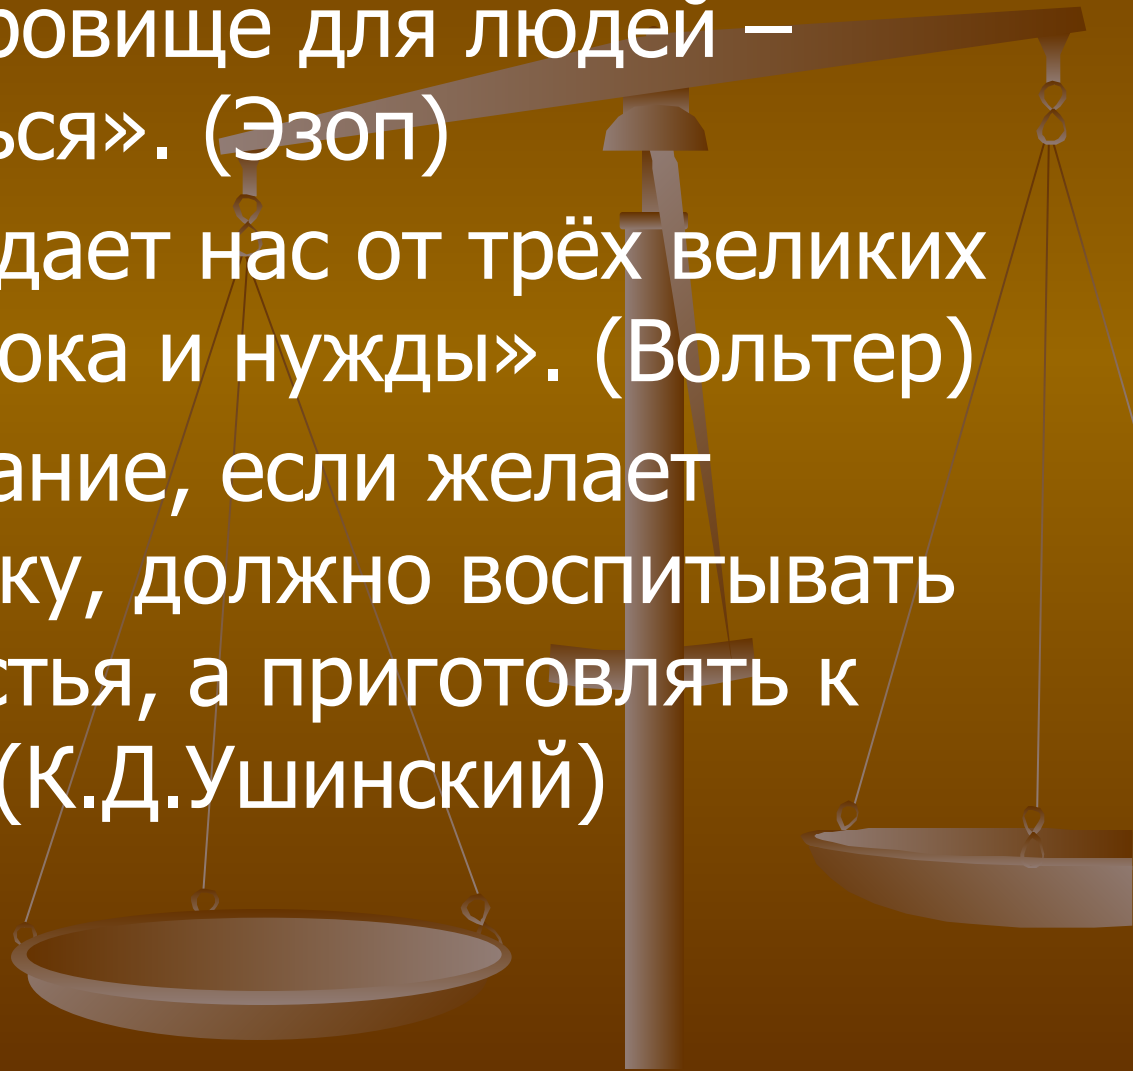 ровище для людей –
ься». (Эзоп)
дает нас от трёх великих
ока и нужды». (Вольтер)
ание, если желает
ку, должно воспитывать
стья, а приготовлять к
(К.Д.Ушинский)